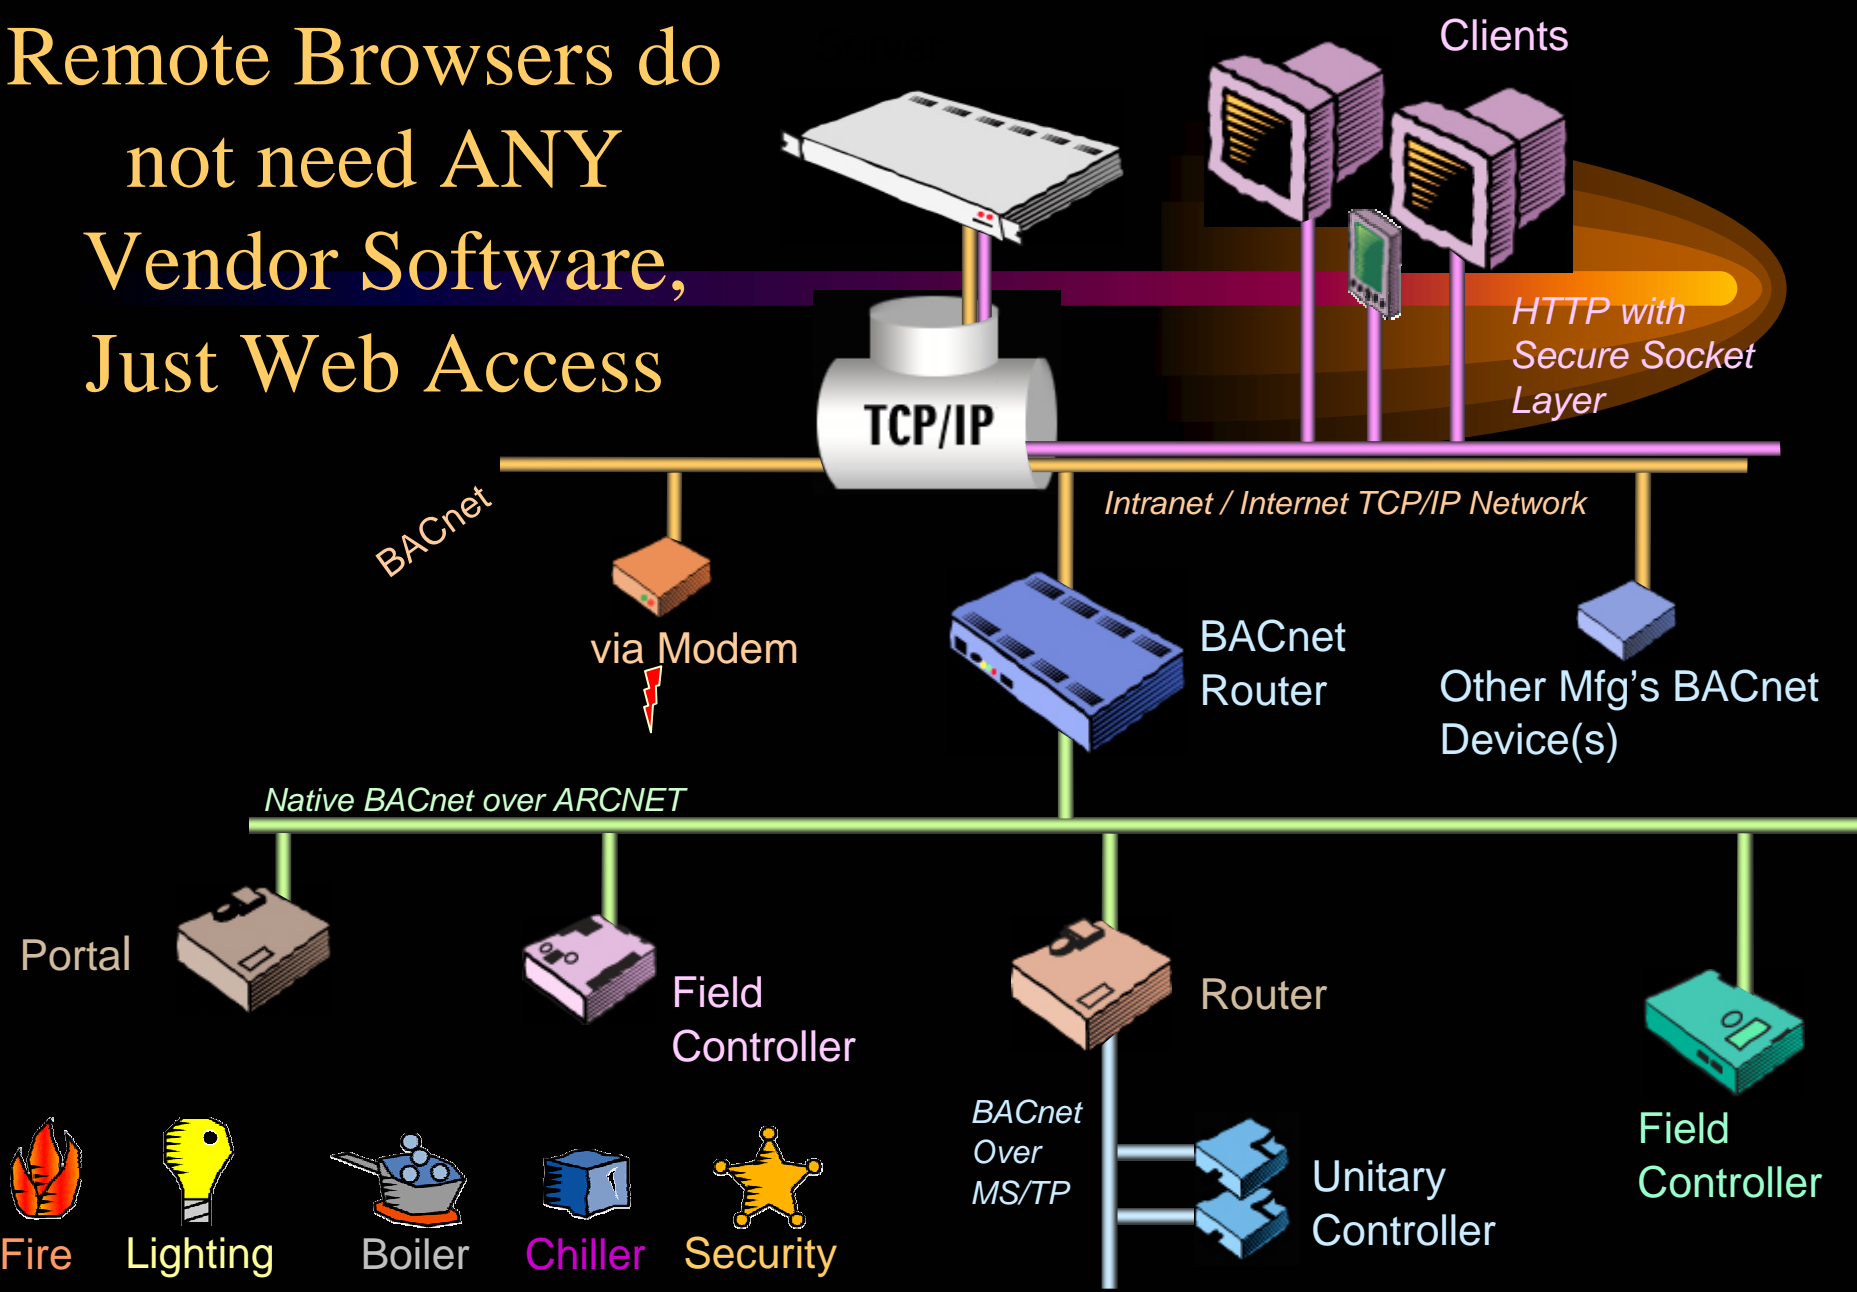 Remote Browsers do
not need ANY
Vendor Software,
Just Web Access
Clients
HTTP with
Secure Socket
Layer
TCP/IP
BACnet
Intranet / Internet TCP/IP Network
via Modem
BACnet
Router
Other Mfg's BACnet
Device(s)
Native BACnet over ARCNET
Portal
Field
Controller
Router
Field
Controller
BACnet
Over
MS/TP
Unitary
Controller
Fire
Lighting
Boiler
Chiller
Security